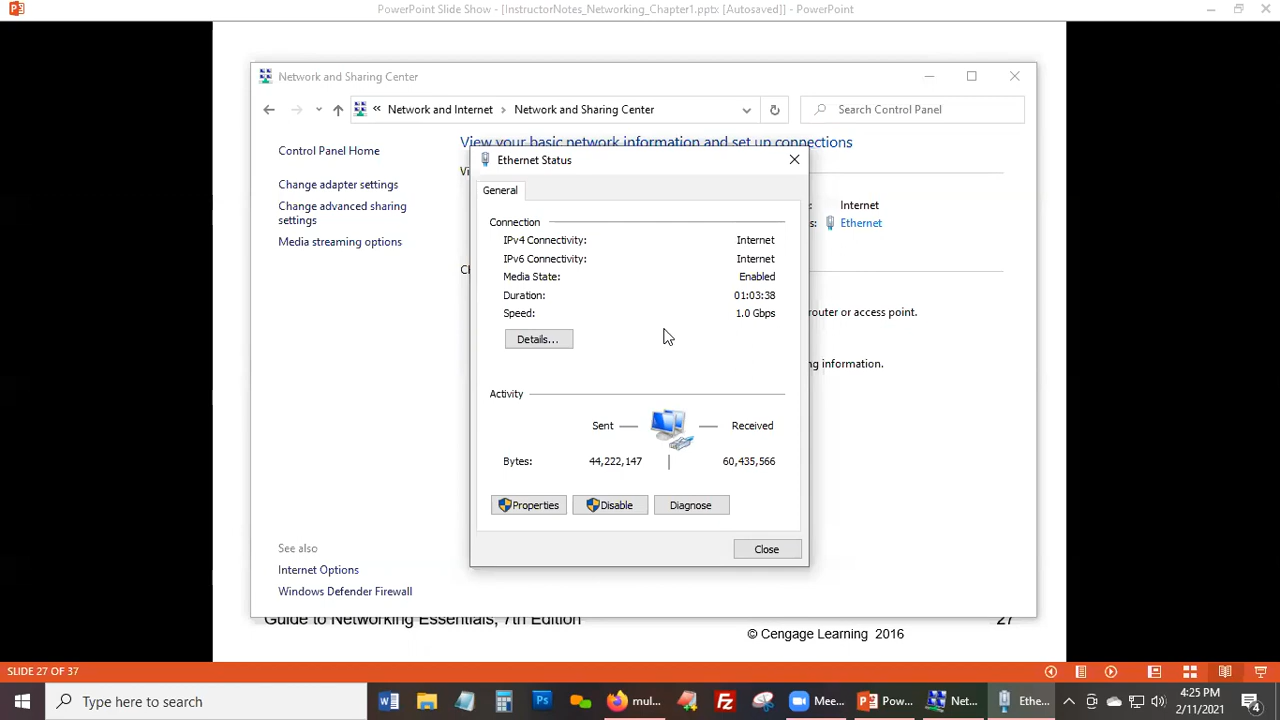 PowerPoint Slide Show - [InstructorNotes_Networking_Chapter1.pptx [Autosaved]] - PowerPoint
Network and Sharing Center
« Network and Internet > Network and Sharing Center
Search Control Panel
Control Panel Home
Change adapter settings
Change advanced sharing
settings
Media streaming options
View your basic network information and set up connections
Vi
Internet
s: Ethernet
router or access point.
ng information.
Ethernet Status
General
Connection
IPv4 Connectivity: Internet
IPv6 Connectivity: Internet
Media State: Enabled
Duration: 01:03:38
Speed: 1.0 Gbps
Details...
Activity
Sent — — Received
Bytes: 44,222,147 | 60,435,566
Properties Disable Diagnose
Close
See also
Internet Options
Windows Defender Firewall
Guide to Networking Essentials, 7th Edition
27
© Cengage Learning 2016
SLIDE 27 OF 37
Type here to search
mul...
Mee...
Pow...
Net...
Ethe...
4:25 PM
2/11/2021
4